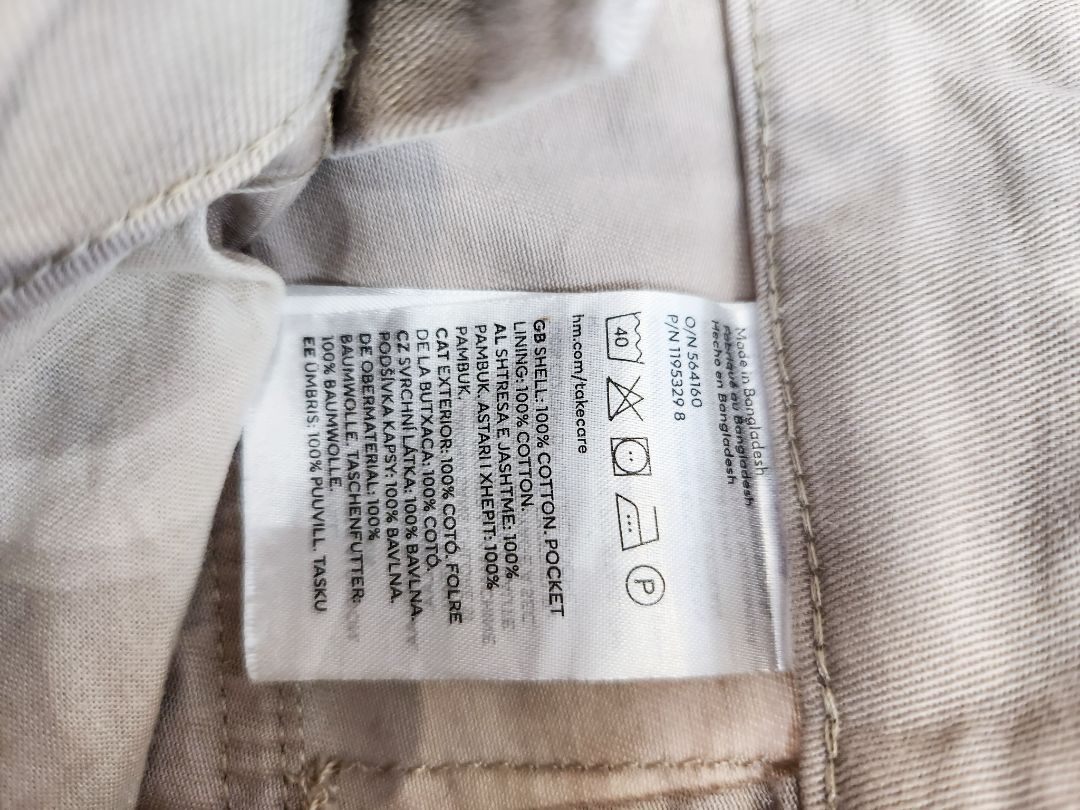 Made in Bangladesh
Fabriqué au Bangladesh
Hecho en Bangladesh
O/N 564160
P/N 1195329 8
40
P
hm.com/takecare
GB SHELL: 100% COTTON. POCKET
LINING: 100% COTTON.
AL SHTRESA E JASHTME: 100%
PAMBUK. ASTARI I XHEPIT: 100%
PAMBUK.
CAT EXTERIOR: 100% COTÓ. FOLRE
DE LA BUTXACA: 100% COTÓ.
CZ SVRCHNÍ LÁTKA: 100% BAVLNA.
PODŠÍVKA KAPSY: 100% BAVLNA.
DE OBERMATERIAL: 100%
BAUMWOLLE. TASCHENFUTTER:
100% BAUMWOLLE.
EE ÜMBRIS: 100% PUUVILL. TASKU